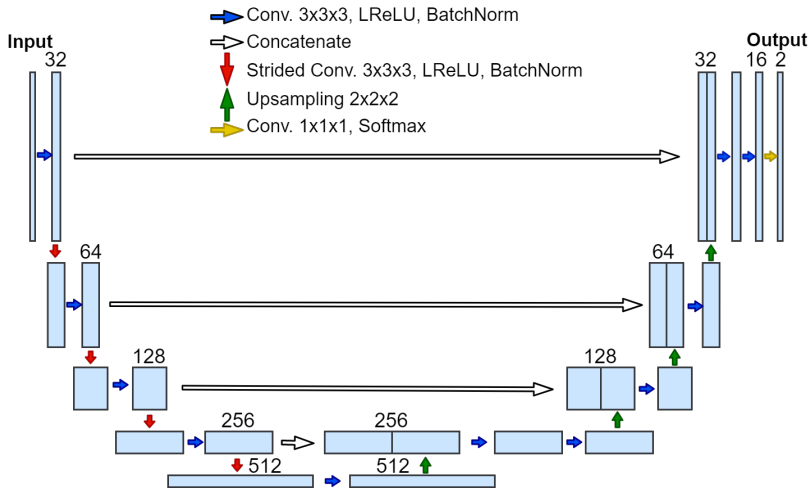 Conv. 3x3x3, LReLU, BatchNorm
Concatenate
Strided Conv. 3x3x3, LReLU, BatchNorm
Upsampling 2x2x2
Conv. 1x1x1, Softmax
Input
Output
32
32
16
2
64
64
128
128
256
256
512
512